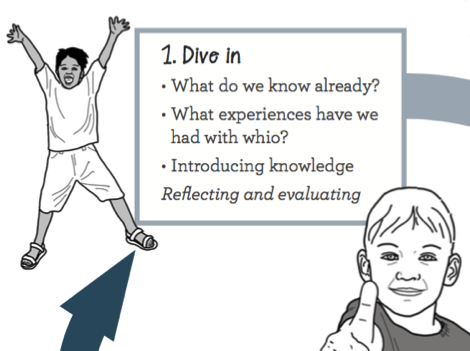 1. Dive in
• What do we know already?
• What experiences have we
had with whio?
• Introducing knowledge
Reflecting and evaluating